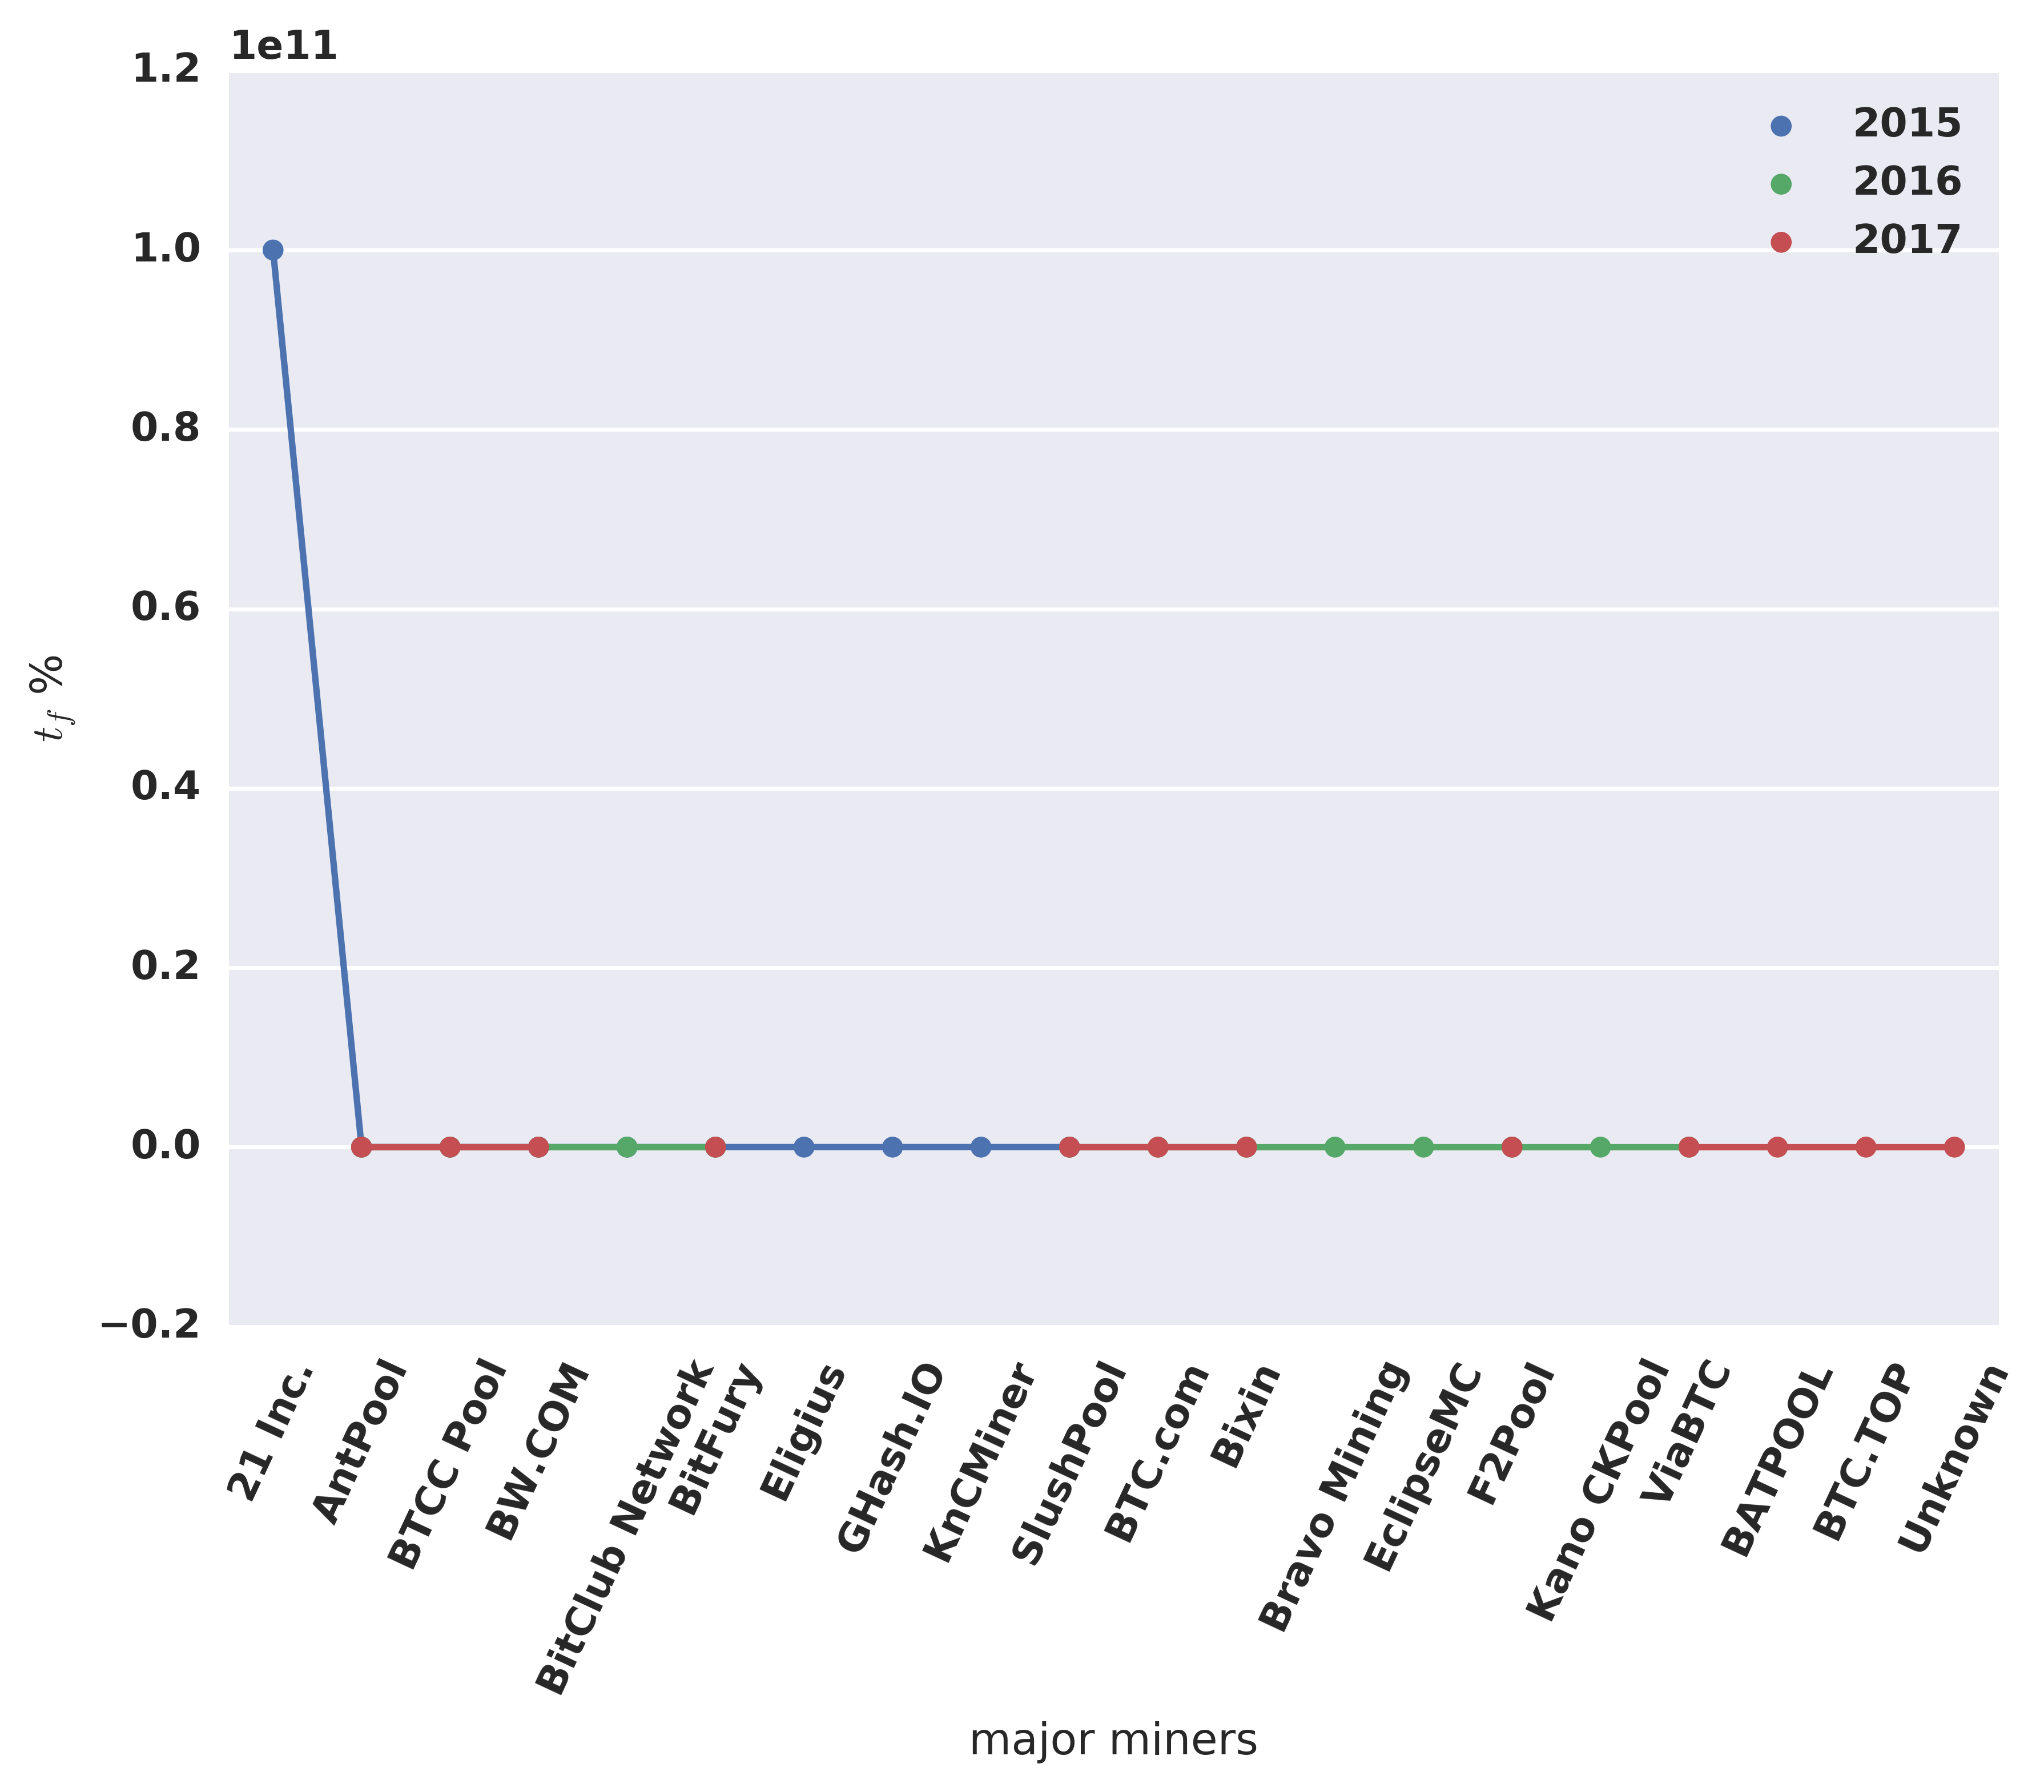 1e11
1.2
1.0
0.8
0.6
0.4
0.2
0.0
−0.2
t_f %
2015
2016
2017
21 Inc.
AntPool
BTCC Pool
BW.COM
BitClub Network
BitFury
Eligius
GHash.IO
KnCMiner
SlushPool
BTC.com
Bixin
Bravo Mining
EclipseMC
F2Pool
Kano CKPool
ViaBTC
BATPOOL
BTC.TOP
Unknown
major miners